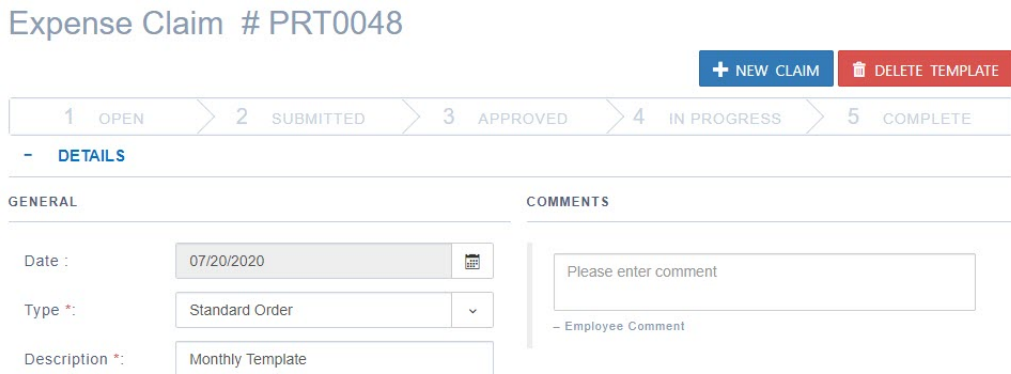 Expense Claim # PRT0048
NEW CLAIM
DELETE TEMPLATE
1 OPEN 2 SUBMITTED 3 APPROVED 4 IN PROGRESS 5 COMPLETE
− DETAILS
GENERAL
Date :
07/20/2020
Type *:
Standard Order
Description *:
Monthly Template
COMMENTS
Please enter comment
– Employee Comment